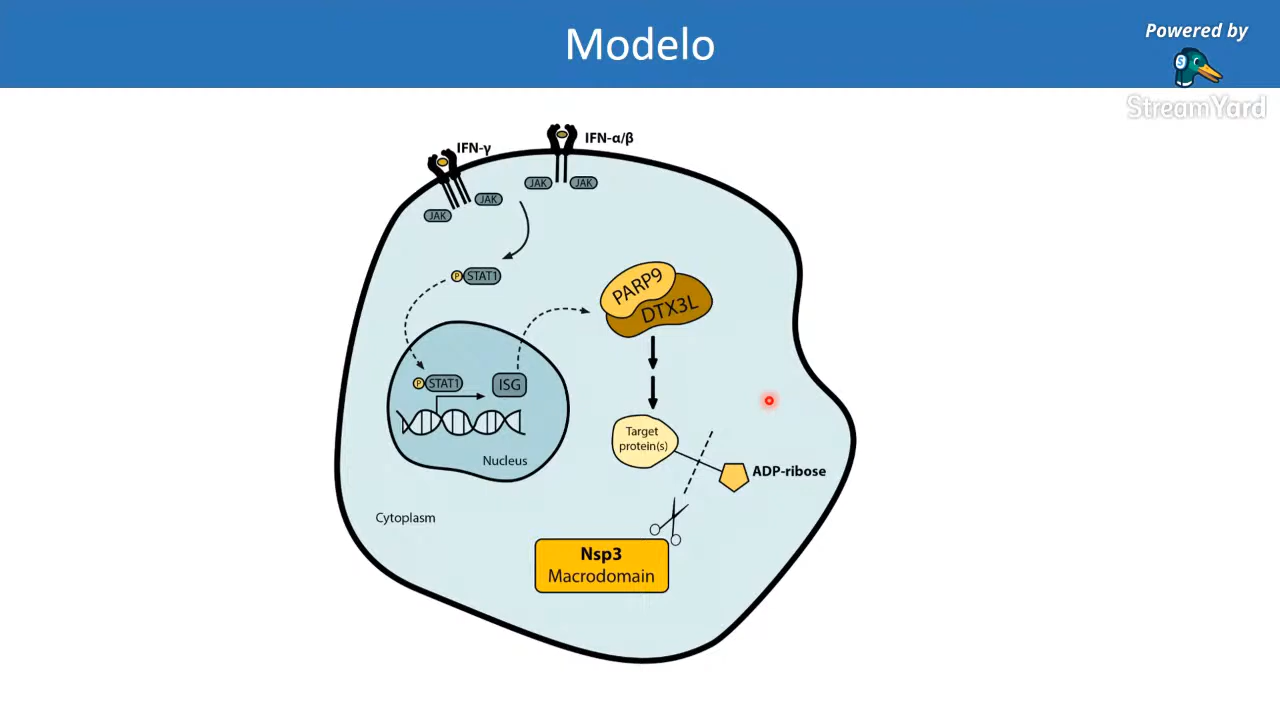 Modelo
Powered by
S
StreamYard
IFN-γ
IFN-α/β
JAK
JAK
JAK
JAK
P
STAT1
PARP9
DTX3L
P
STAT1
ISG
Nucleus
Target
protein(s)
ADP-ribose
Cytoplasm
Nsp3
Macrodomain